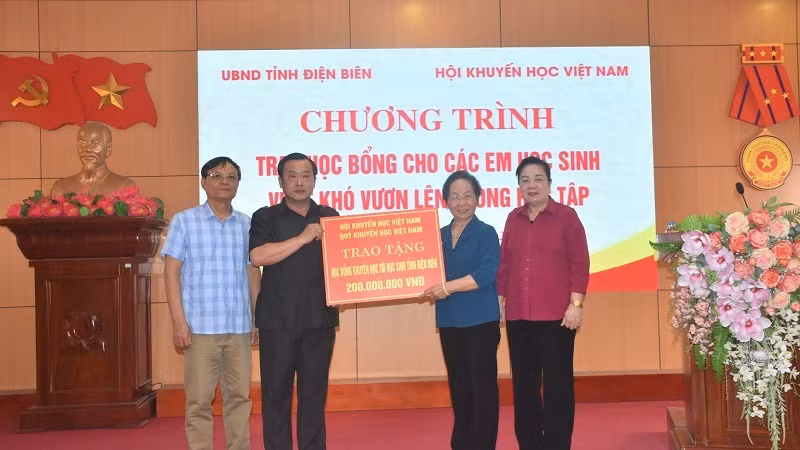 UBND TỈNH ĐIỆN BIÊN
HỘI KHUYẾN HỌC VIỆT NAM
CHƯƠNG TRÌNH
HỌC BỔNG CHO CÁC EM HỌC SINH
KHÓ VƯƠN LÊN TẬP
HỘI KHUYẾN HỌC VIỆT NAM
QUỸ KHUYẾN HỌC VIỆT NAM
TRAO TẶNG
HỌC BỔNG KHUYẾN HỌC TỚI HỌC SINH TỈNH ĐIỆN BIÊN
200.000.000 VNĐ